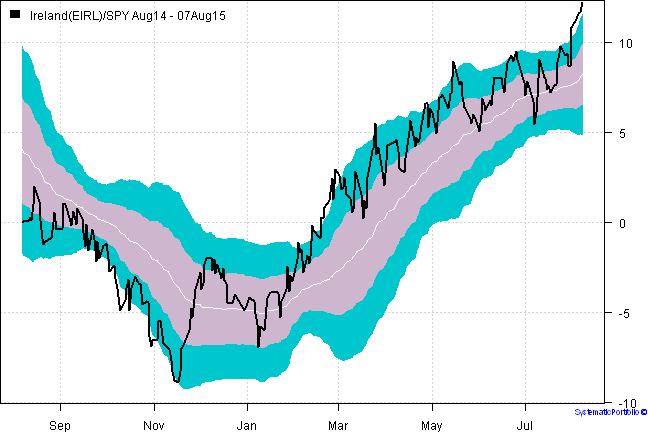 Ireland(EIRL)/SPY Aug14 - 07Aug15
10
5
0
-5
-10
Sep Nov Jan Mar May Jul
SystematicPortfolio ©